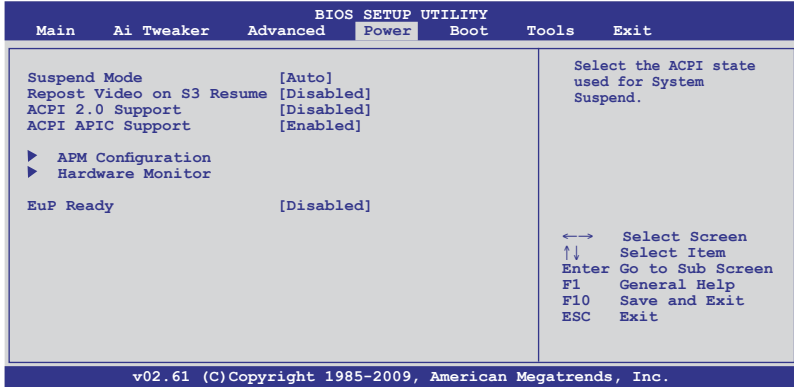 BIOS SETUP UTILITY
Main Ai Tweaker Advanced Power Boot Tools Exit
Suspend Mode [Auto]
Repost Video on S3 Resume [Disabled]
ACPI 2.0 Support [Disabled]
ACPI APIC Support [Enabled]
APM Configuration
Hardware Monitor
EuP Ready [Disabled]
Select the ACPI state
used for System
Suspend.
←→ Select Screen
↑↓ Select Item
Enter Go to Sub Screen
F1 General Help
F10 Save and Exit
ESC Exit
v02.61 (C)Copyright 1985-2009, American Megatrends, Inc.